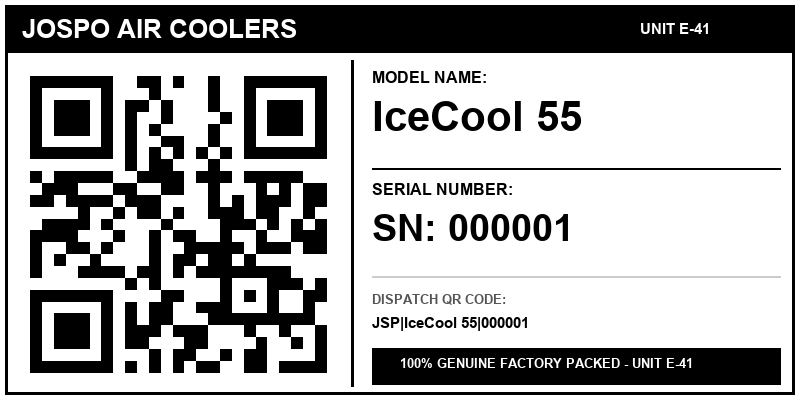 JOSPO AIR COOLERS
UNIT E-41
MODEL NAME:
IceCool 55
SERIAL NUMBER:
SN: 000001
DISPATCH QR CODE:
JSP|IceCool 55|000001
100% GENUINE FACTORY PACKED - UNIT E-41